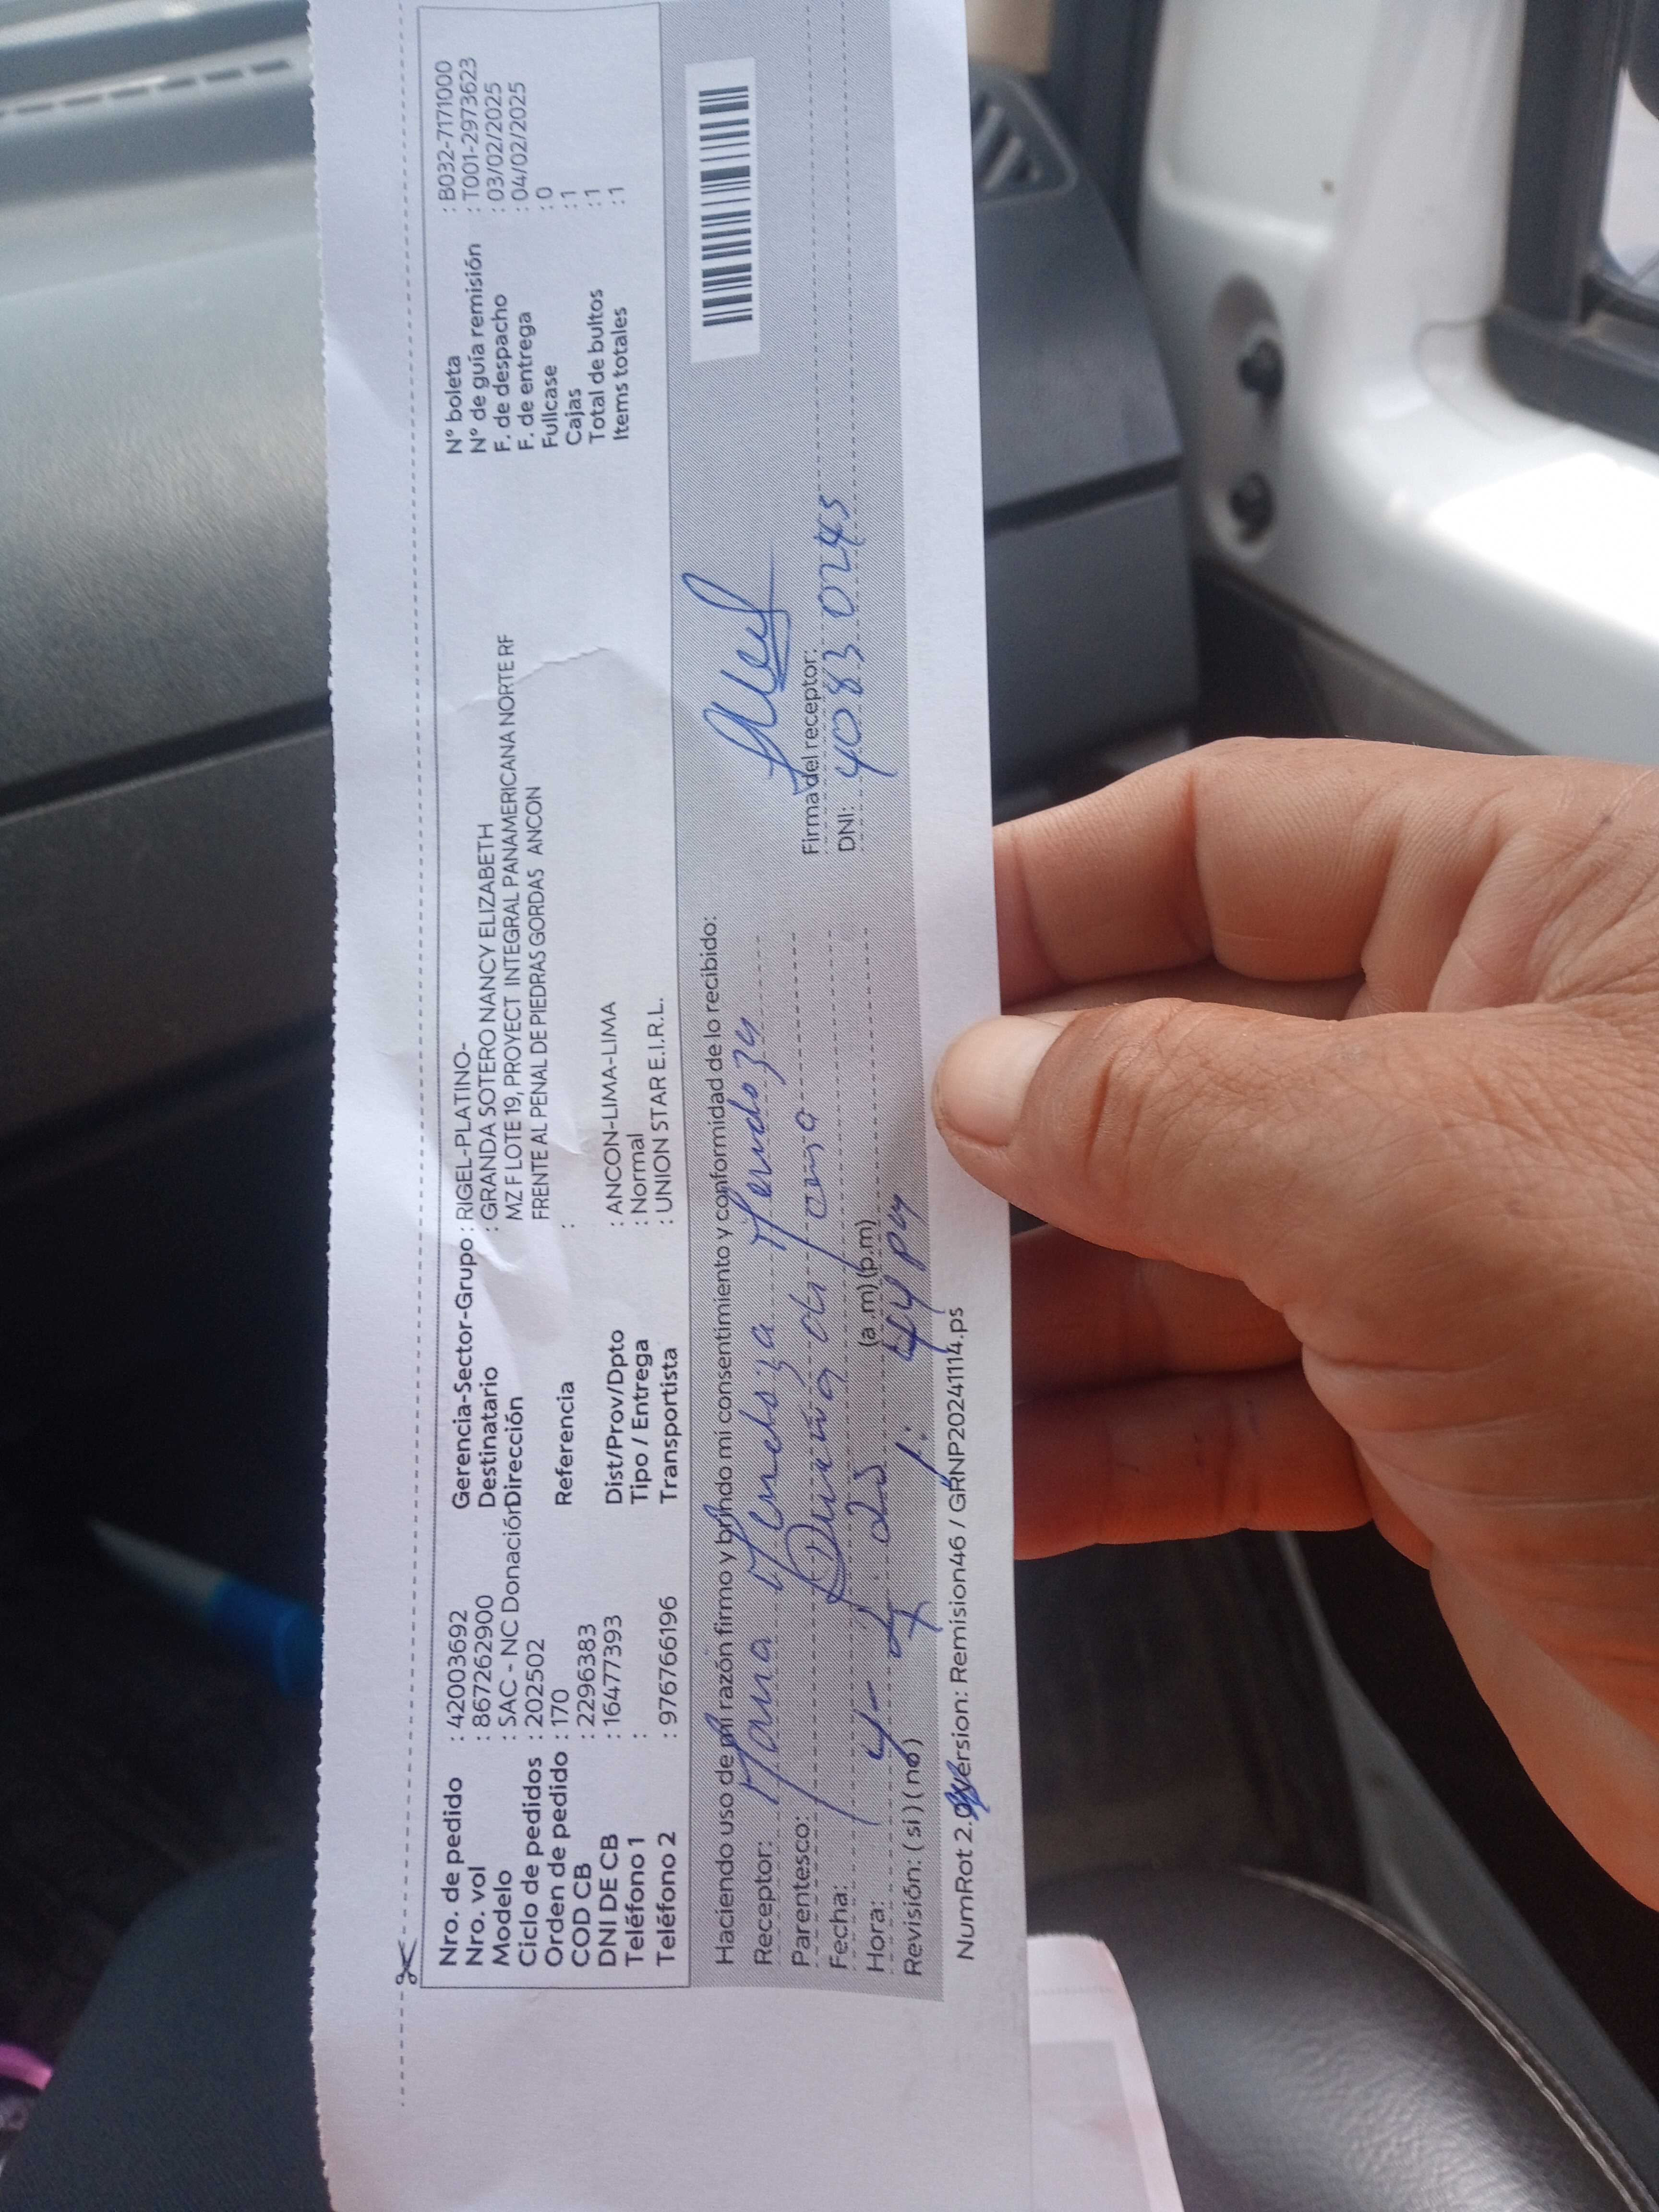 Nro. de pedido : 42003692
Nro. vol : 867262900
Modelo : SAC - NC Donación
Ciclo de pedidos : 202502
Orden de pedido : 170
COD CB : 2296383
DNI DE CB : 16477393
Teléfono 1 :
Teléfono 2 : 976766196
Gerencia-Sector-Grupo : RIGEL-PLATINO-
Destinatario : GRANDA SOTERO NANCY ELIZABETH
Dirección MZ F LOTE 19, PROYECT INTEGRAL PANAMERICANA NORTE RF
FRENTE AL PENAL DE PIEDRAS GORDAS ANCON
Referencia :
Dist/Prov/Dpto : ANCON-LIMA-LIMA
Tipo / Entrega : Normal
Transportista : UNION STAR E.I.R.L.
N° boleta : B032-7171000
N° de guía remisión : T001-2973623
F. de despacho : 03/02/2025
F. de entrega : 04/02/2025
Fullcase : 0
Cajas : 1
Total de bultos : 1
Items totales : 1
Haciendo uso de mi razón firmo y brindo mi consentimiento y conformidad de lo recibido:
Receptor: Maria Mendoza Mendoza
Parentesco: Dueña
Fecha: 4-
Hora: (a.m) (p.m)
Revisión: (si) (no)
Firma del receptor:
DNI: 40830243
NumRot 2.0 Version: Remision46 / GRNP20241114.ps